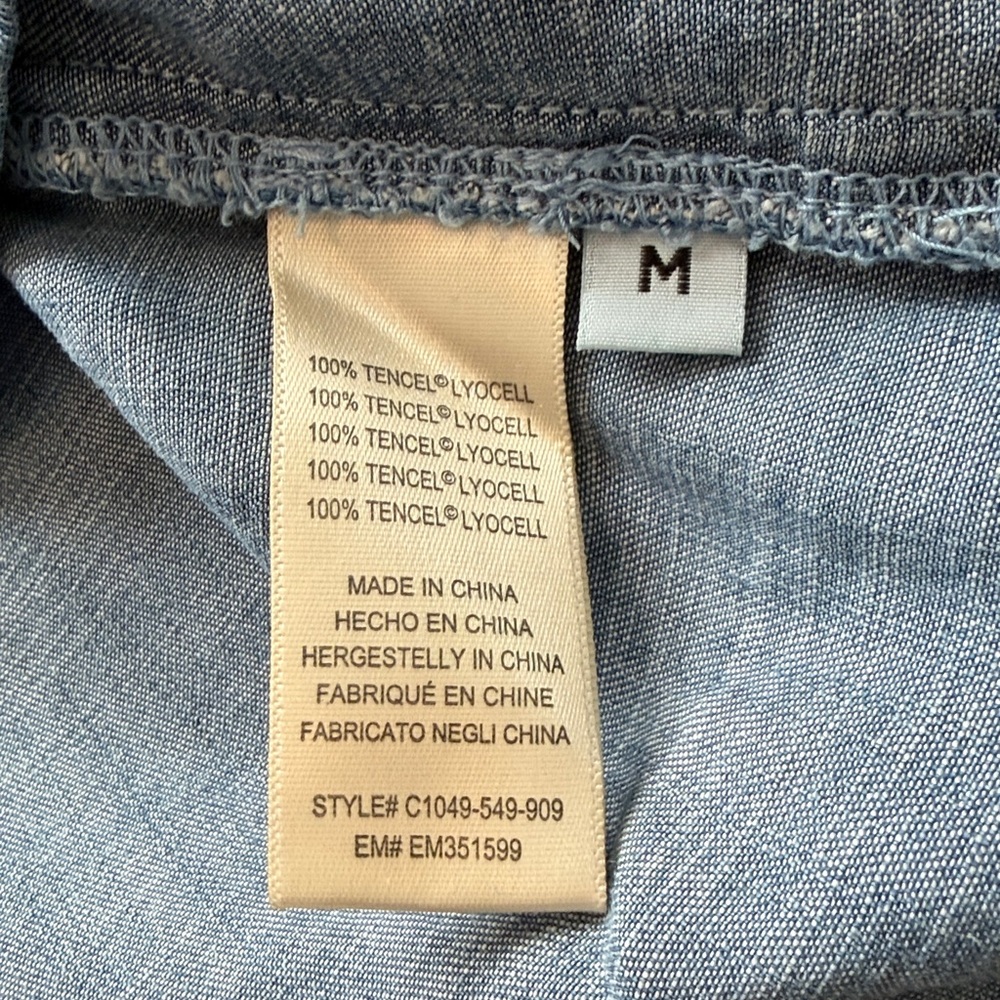 M
100% TENCEL©LYOCELL
100% TENCEL©LYOCELL
100% TENCEL©LYOCELL
100% TENCEL©LYOCELL
100% TENCEL©LYOCELL
MADE IN CHINA
HECHO EN CHINA
HERGESTELLY IN CHINA
FABRIQUÉ EN CHINE
FABRICATO NEGLI CHINA
STYLE# C1049-549-909
EM# EM351599